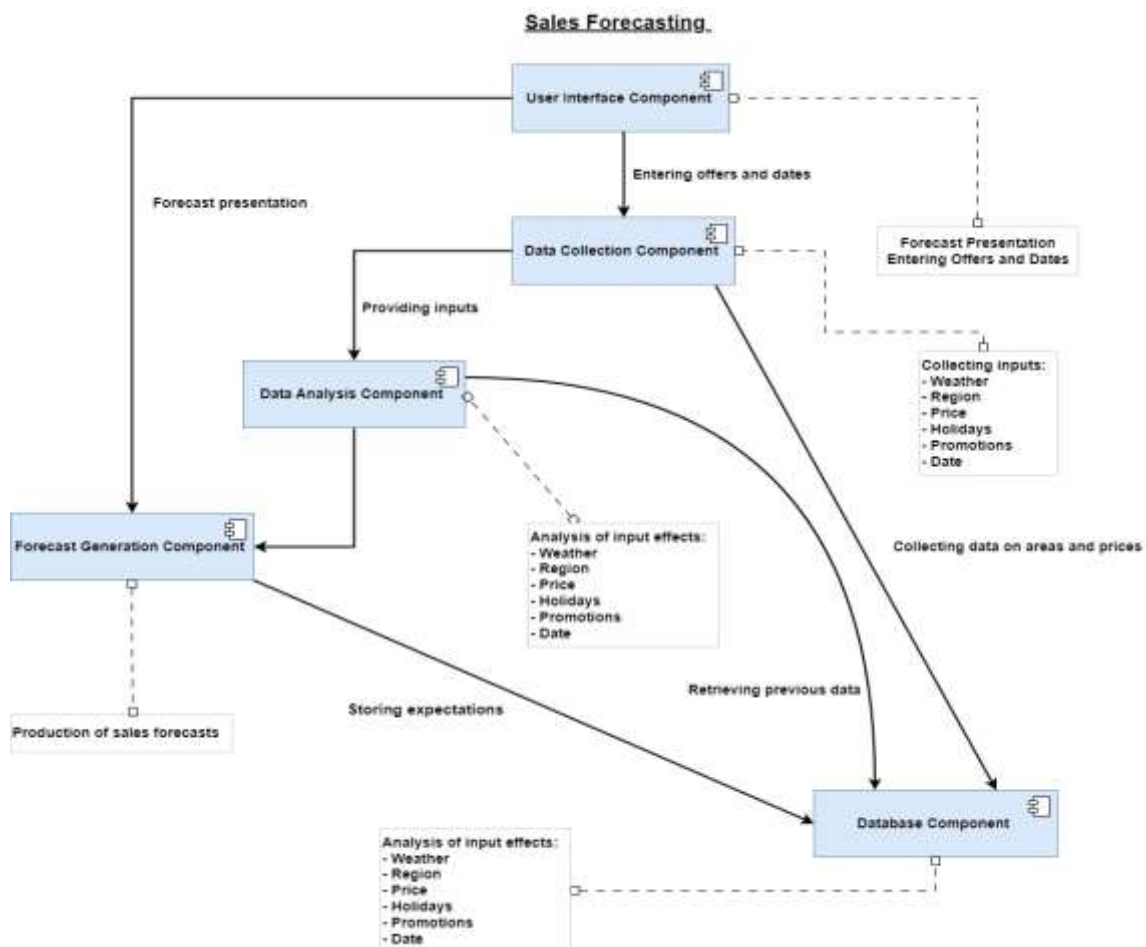 Sales Forecasting
User Interface Component
Entering offers and dates
Forecast presentation
Data Collection Component
Forecast Presentation
Entering Offers and Dates
Providing inputs
Collecting inputs:
- Weather
- Region
- Price
- Holidays
- Promotions
- Date
Data Analysis Component
Forecast Generation Component
Analysis of input effects:
- Weather
- Region
- Price
- Holidays
- Promotions
- Date
Collecting data on areas and prices
Retrieving previous data
Storing expectations
Production of sales forecasts
Database Component
Analysis of input effects:
- Weather
- Region
- Price
- Holidays
- Promotions
- Date